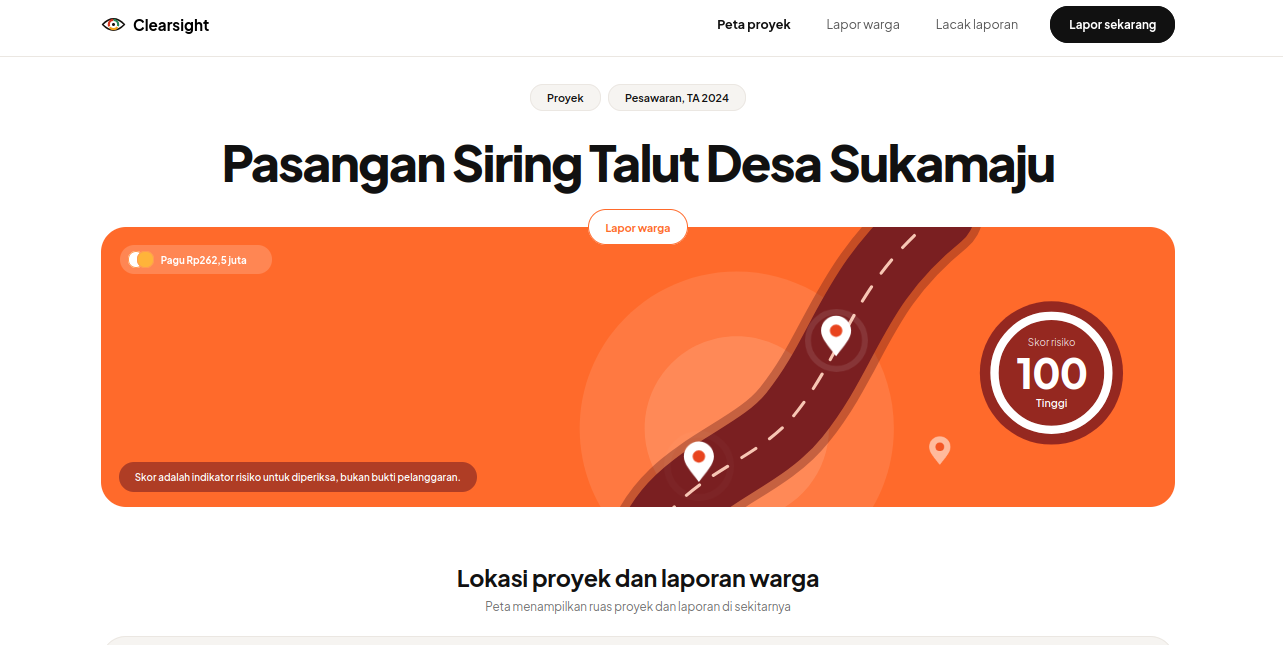 Clearsight
Peta proyek
Lapor warga
Lacak laporan
Lapor sekarang
Proyek
Pesawaran, TA 2024
Pasangan Siring Talut Desa Sukamaju
Lapor warga
Pagu Rp262,5 juta
Skor risiko
100
Tinggi
Skor adalah indikator risiko untuk diperiksa, bukan bukti pelanggaran.
Lokasi proyek dan laporan warga
Peta menampilkan ruas proyek dan laporan di sekitarnya